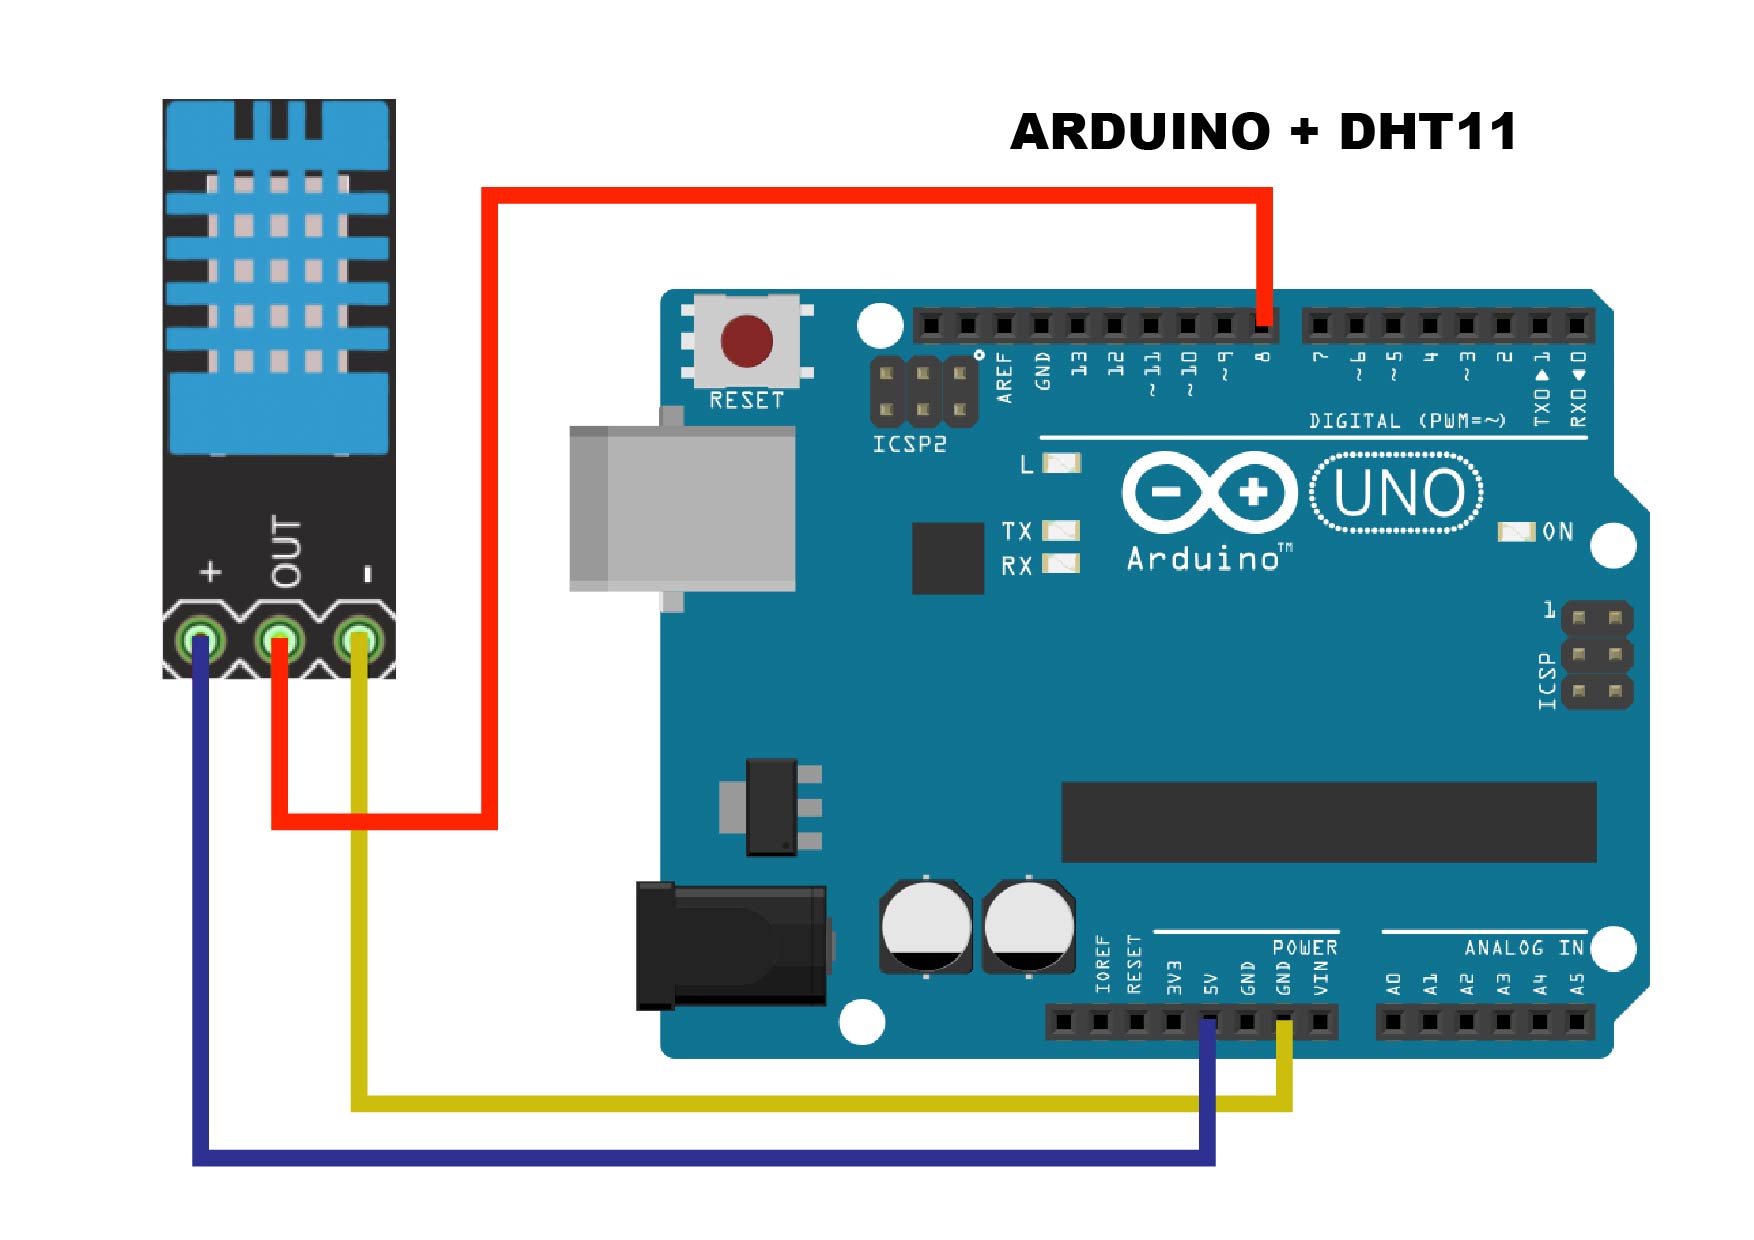 ARDUINO + DHT11
+
OUT
-
RESET
ICSP2
AREF
GND
13
12
~11
~10
~9
8
7
~6
~5
4
~3
2
TX0▶1
RX0◀0
DIGITAL (PWM=~)
L
TX
RX
UNO
Arduino™
ON
1
ICSP
IOREF
RESET
3V3
5V
GND
GND
VIN
POWER
ANALOG IN
A0
A1
A2
A3
A4
A5